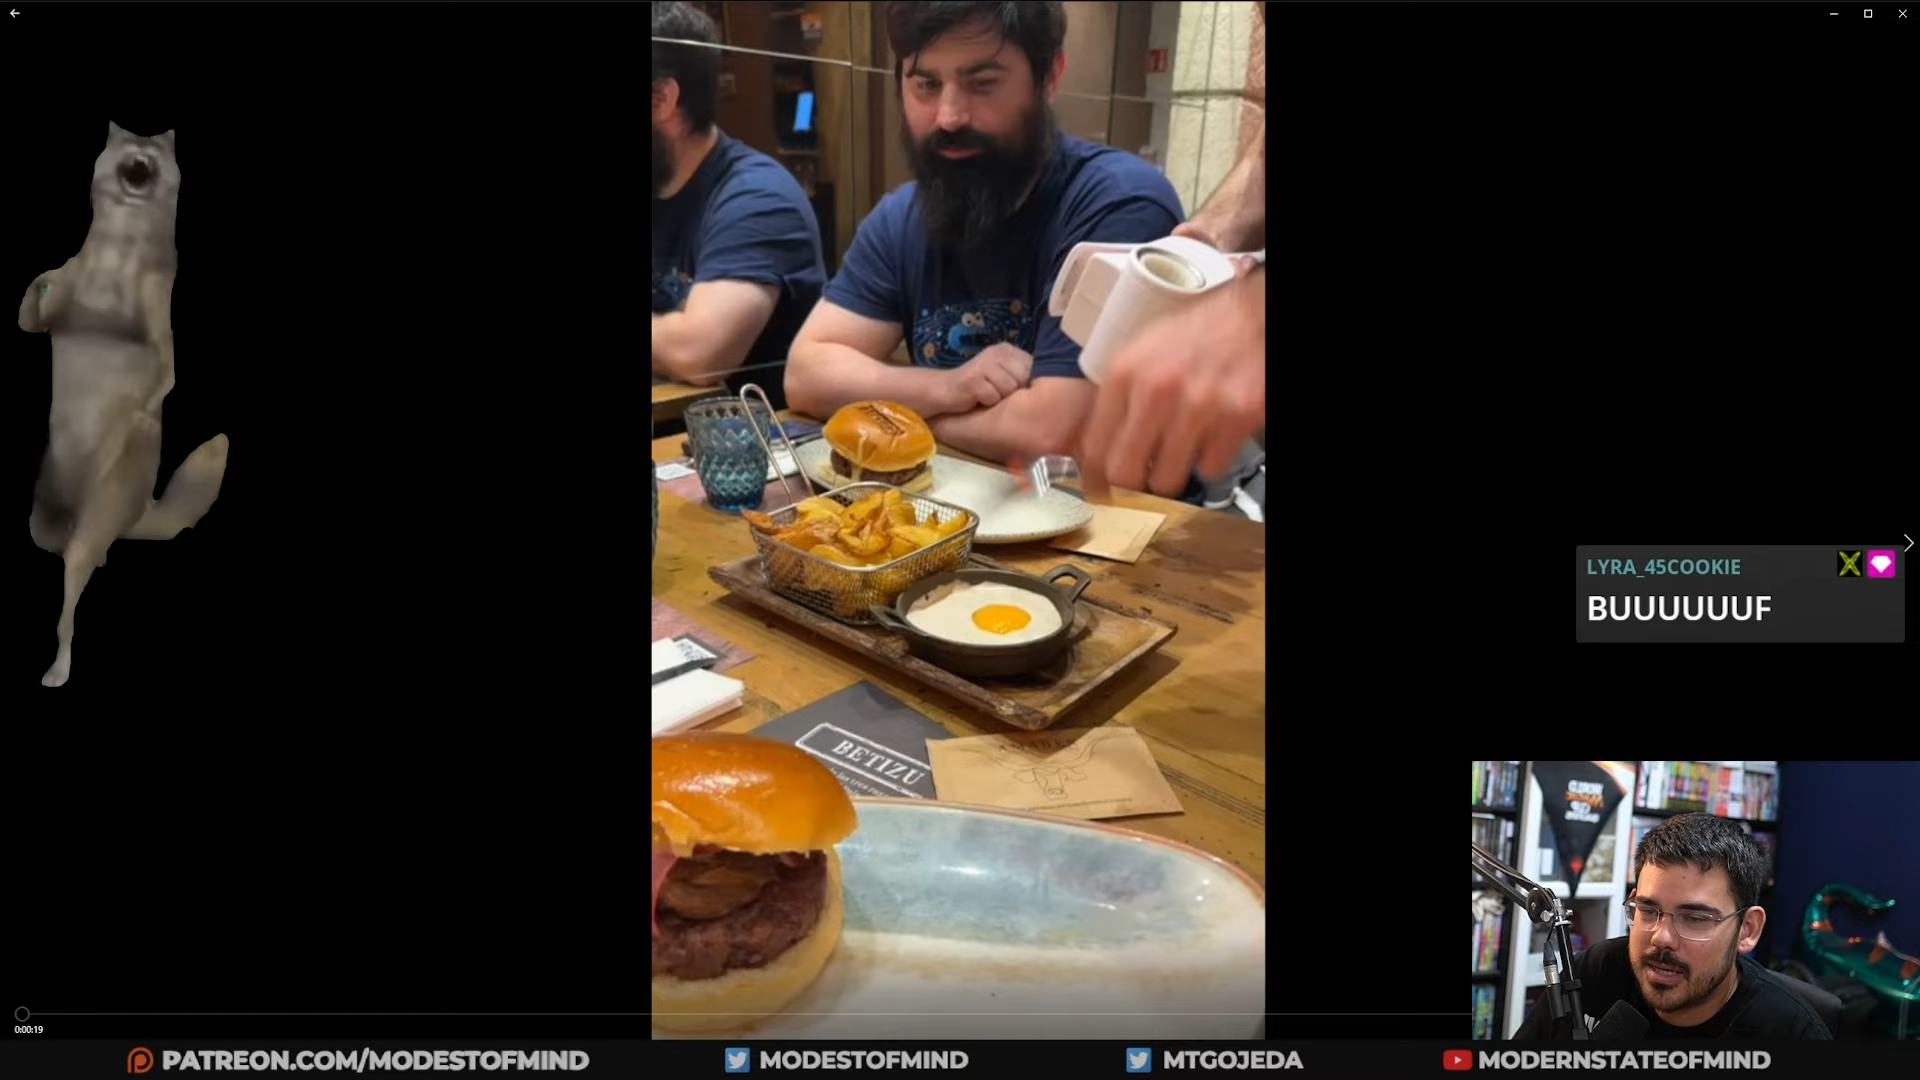 LYRA_45COOKIE
BUUUUUUF
BETIZU
0:00:19
PATREON.COM/MODESTOFMIND
MODESTOFMIND
MTGOJEDA
MODERNSTATEOFMIND